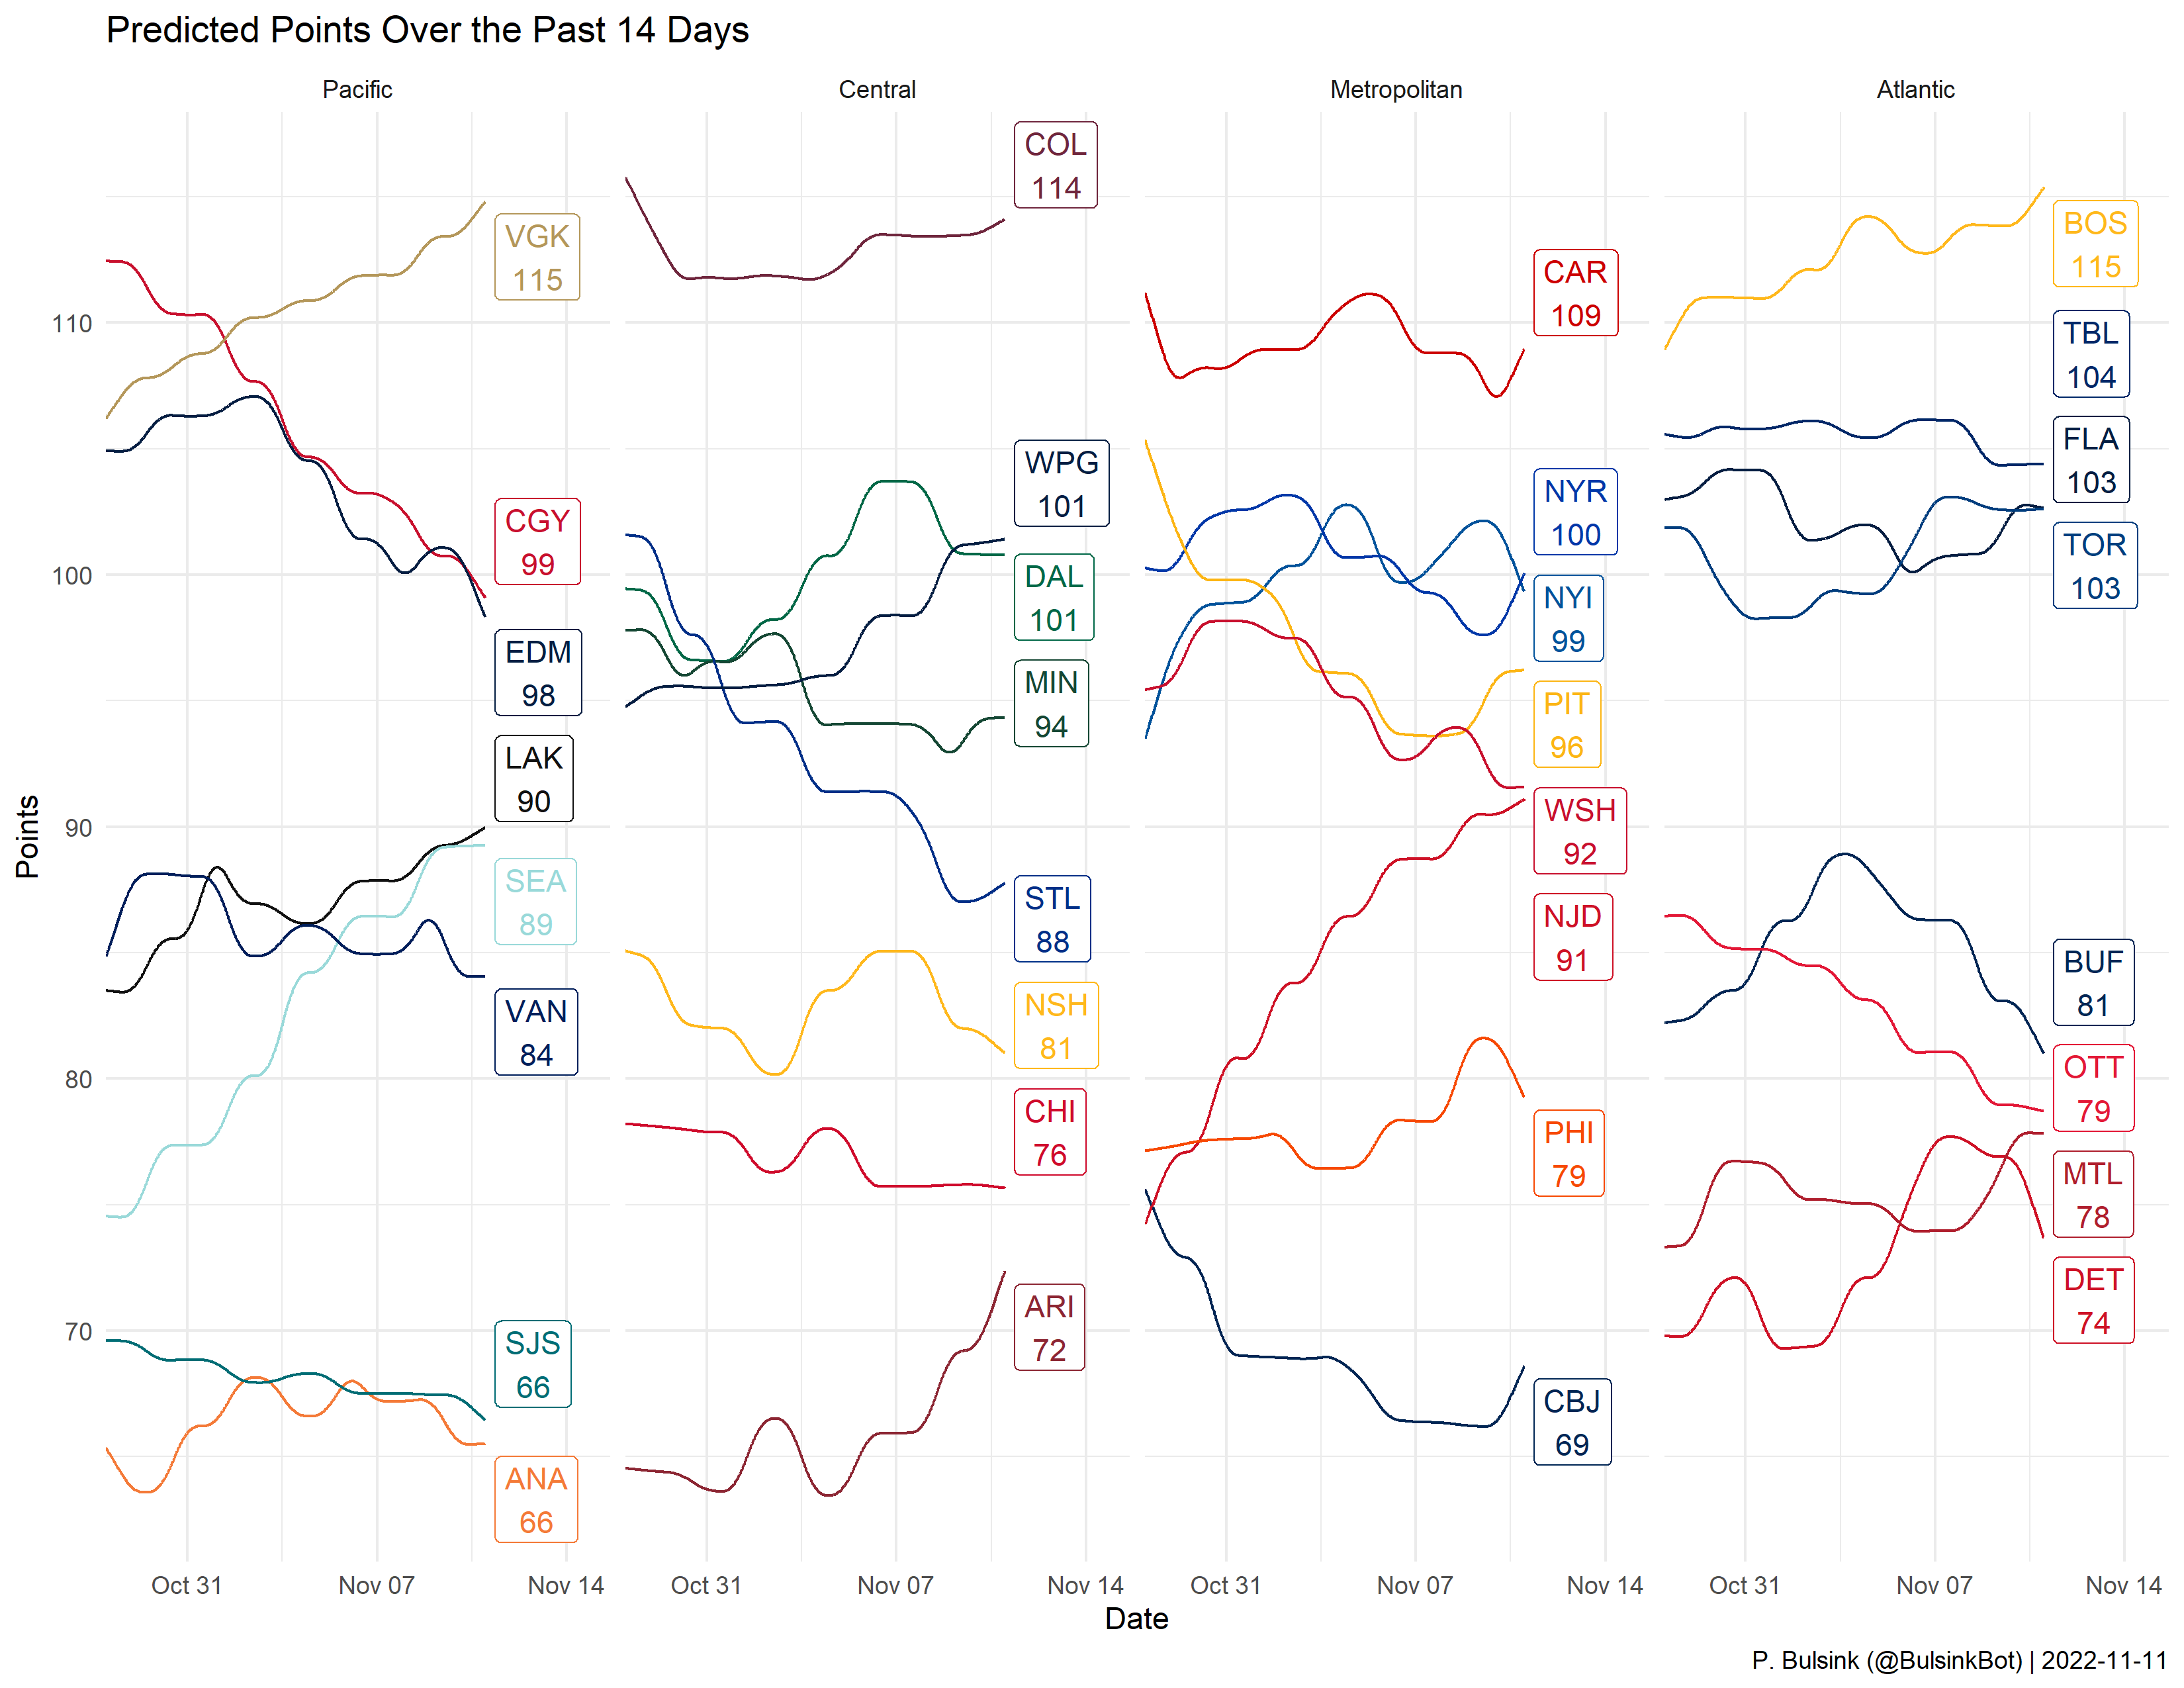 Predicted Points Over the Past 14 Days
Pacific
Central
Metropolitan
Atlantic
Points
110
100
90
80
70
VGK
115
CGY
99
EDM
98
LAK
90
SEA
89
VAN
84
SJS
66
ANA
66
COL
114
WPG
101
DAL
101
MIN
94
STL
88
NSH
81
CHI
76
ARI
72
CAR
109
NYR
100
NYI
99
PIT
96
WSH
92
NJD
91
PHI
79
CBJ
69
BOS
115
TBL
104
FLA
103
TOR
103
BUF
81
OTT
79
MTL
78
DET
74
Oct 31
Nov 07
Nov 14
Oct 31
Nov 07
Nov 14
Oct 31
Nov 07
Nov 14
Oct 31
Nov 07
Nov 14
Date
P. Bulsink (@BulsinkBot) | 2022-11-11